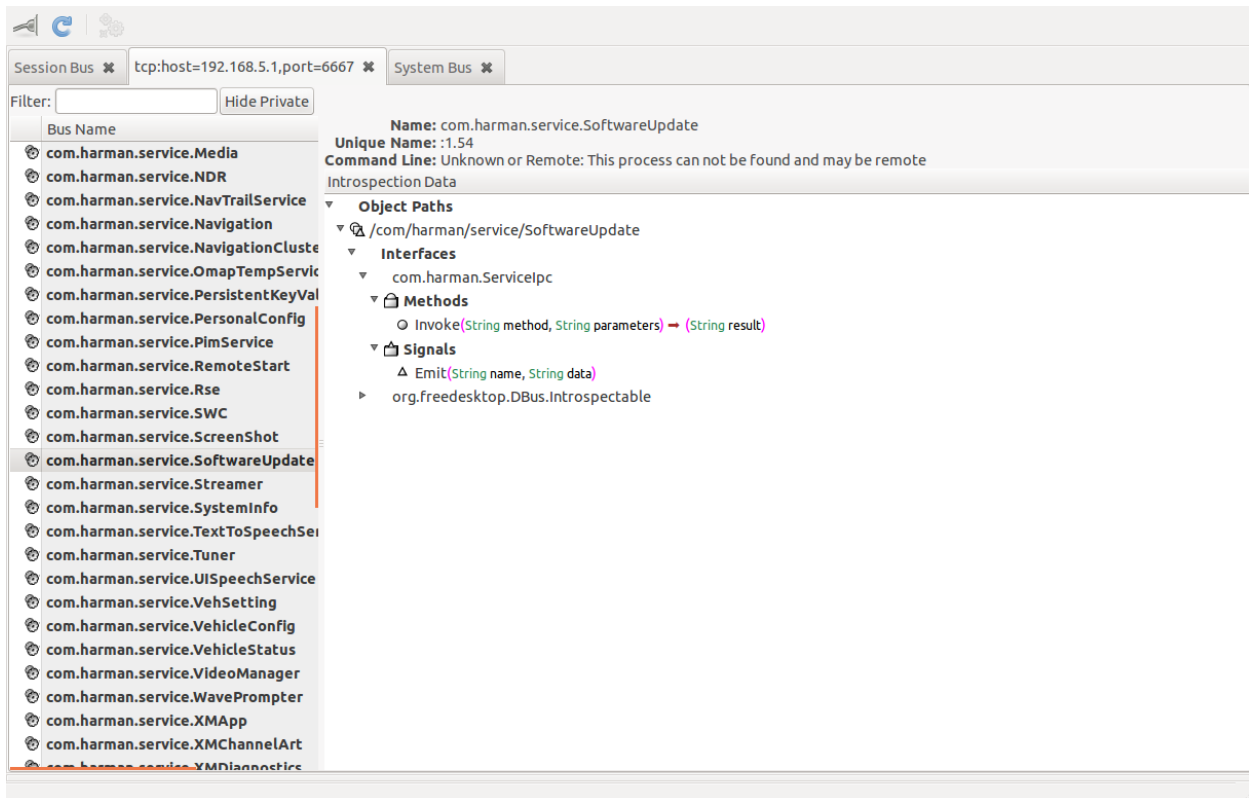 Session Bus ✖ tcp:host=192.168.5.1,port=6667 ✖ System Bus ✖
Filter: Hide Private
Bus Name
com.harman.service.Media
com.harman.service.NDR
com.harman.service.NavTrailService
com.harman.service.Navigation
com.harman.service.NavigationCluste
com.harman.service.OmapTempServic
com.harman.service.PersistentKeyVal
com.harman.service.PersonalConfig
com.harman.service.PimService
com.harman.service.RemoteStart
com.harman.service.Rse
com.harman.service.SWC
com.harman.service.ScreenShot
com.harman.service.SoftwareUpdate
com.harman.service.Streamer
com.harman.service.SystemInfo
com.harman.service.TextToSpeechSer
com.harman.service.Tuner
com.harman.service.UISpeechService
com.harman.service.VehSetting
com.harman.service.VehicleConfig
com.harman.service.VehicleStatus
com.harman.service.VideoManager
com.harman.service.WavePrompter
com.harman.service.XMApp
com.harman.service.XMChannelArt
com.harman.service.XMDiagnostics
Name: com.harman.service.SoftwareUpdate
Unique Name: :1.54
Command Line: Unknown or Remote: This process can not be found and may be remote
Introspection Data
Object Paths
/com/harman/service/SoftwareUpdate
Interfaces
com.harman.ServiceIpc
Methods
Invoke(String method, String parameters) → (String result)
Signals
Emit(String name, String data)
org.freedesktop.DBus.Introspectable